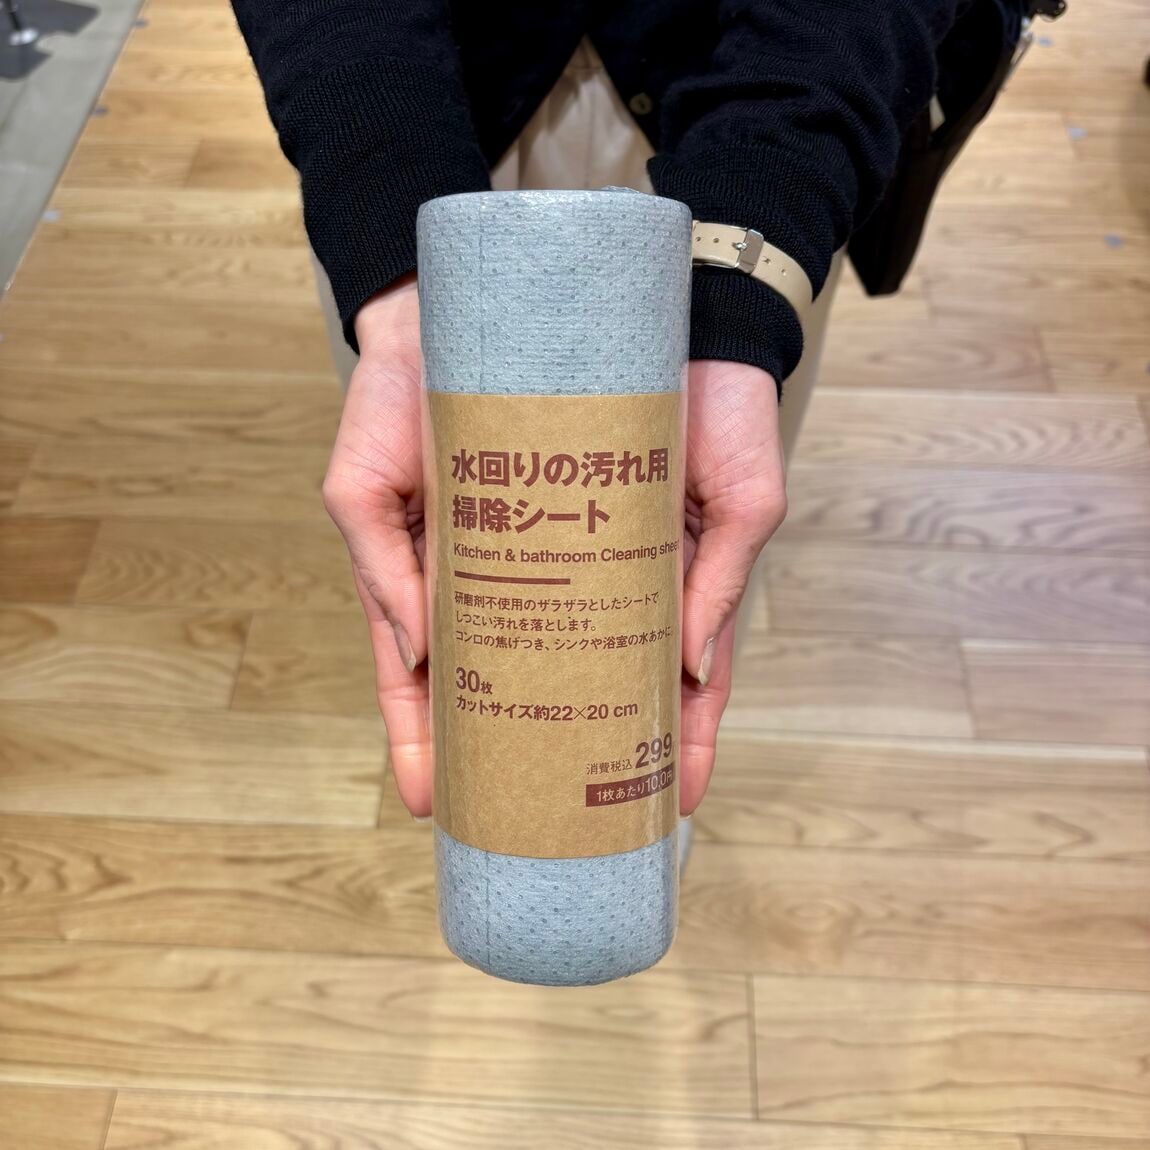 水回りの汚れ用
掃除シート
Kitchen & bathroom Cleaning
研磨剤不使用のザラザラとしたシートで
しつこい汚れを落とします。
コンロの焦げつき、シンクや浴室の水あかに。
30枚
カットサイズ約22×20 cm
消費税込 299
1枚あたり10.0円